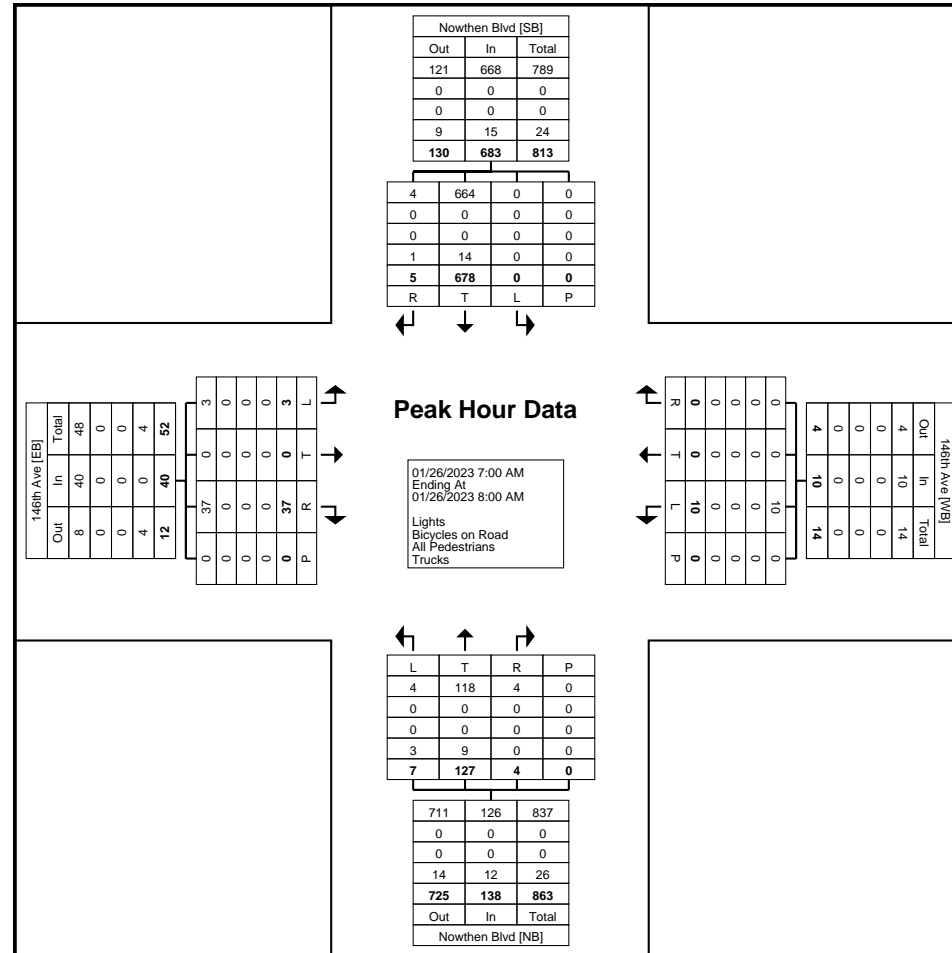 Nowthen Blvd [SB]
Out In Total
121 668 789
0 0 0
0 0 0
9 15 24
130 683 813
4 664 0 0
0 0 0 0
0 0 0 0
1 14 0 0
5 678 0 0
R T L P
146th Ave [EB]
Total 48 0 0 4 52
In 40 0 0 0 40
Out 8 0 0 4 12
3 0 0 0 3 L
0 0 0 0 0 T
37 0 0 0 37 R
0 0 0 0 0 P
Peak Hour Data
01/26/2023 7:00 AM
Ending At
01/26/2023 8:00 AM
Lights
Bicycles on Road
All Pedestrians
Trucks
R 0 0 0 0 0
T 0 0 0 0 0
L 10 0 0 0 10
P 0 0 0 0 0
4 0 0 0 4 Out
10 0 0 0 10 In
14 0 0 0 14 Total
146th Ave [WB]
L T R P
4 118 4 0
0 0 0 0
0 0 0 0
3 9 0 0
7 127 4 0
711 126 837
0 0 0
0 0 0
14 12 26
725 138 863
Out In Total
Nowthen Blvd [NB]